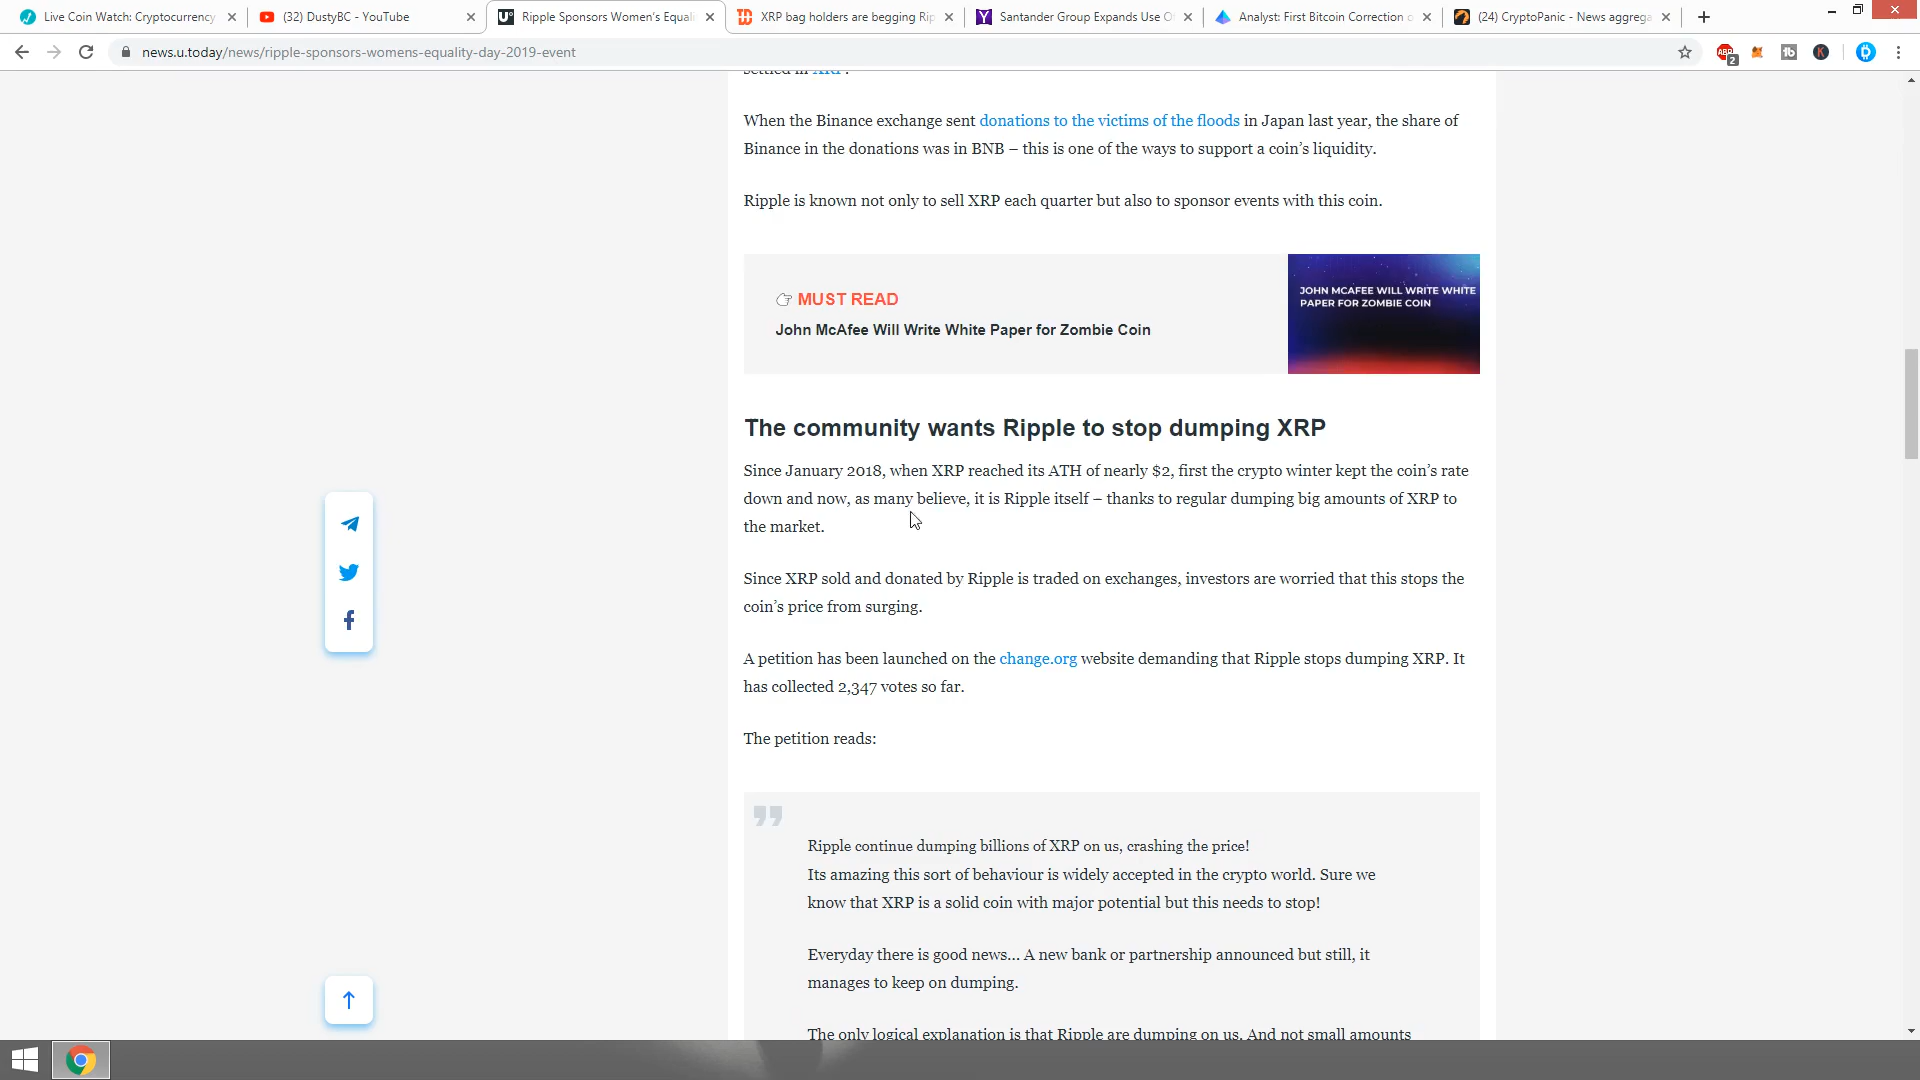 Live Coin Watch: Cryptocurrency
(32) DustyBC - YouTube
Ripple Sponsors Women's Equali
XRP bag holders are begging Rip
Santander Group Expands Use O
Analyst: First Bitcoin Correction o
(24) CryptoPanic - News aggrega
news.u.today/news/ripple-sponsors-womens-equality-day-2019-event
ABP
2
settled in XRP.
When the Binance exchange sent donations to the victims of the floods in Japan last year, the share of
Binance in the donations was in BNB – this is one of the ways to support a coin’s liquidity.
Ripple is known not only to sell XRP each quarter but also to sponsor events with this coin.
MUST READ
John McAfee Will Write White Paper for Zombie Coin
JOHN MCAFEE WILL WRITE WHITE
PAPER FOR ZOMBIE COIN
The community wants Ripple to stop dumping XRP
Since January 2018, when XRP reached its ATH of nearly $2, first the crypto winter kept the coin’s rate
down and now, as many believe, it is Ripple itself – thanks to regular dumping big amounts of XRP to
the market.
Since XRP sold and donated by Ripple is traded on exchanges, investors are worried that this stops the
coin’s price from surging.
A petition has been launched on the change.org website demanding that Ripple stops dumping XRP. It
has collected 2,347 votes so far.
The petition reads:
Ripple continue dumping billions of XRP on us, crashing the price!
Its amazing this sort of behaviour is widely accepted in the crypto world. Sure we
know that XRP is a solid coin with major potential but this needs to stop!
Everyday there is good news... A new bank or partnership announced but still, it
manages to keep on dumping.
The only logical explanation is that Ripple are dumping on us. And not small amounts